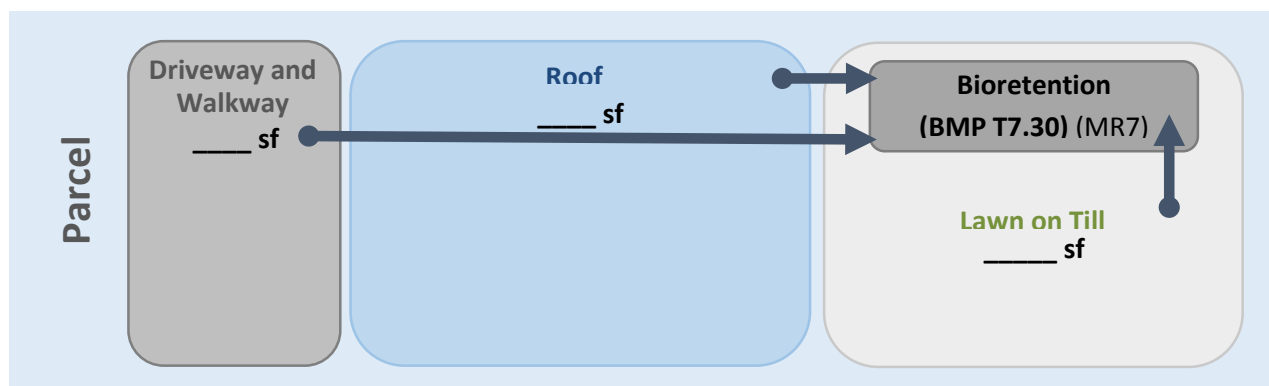 Parcel
Driveway and
Walkway
____ sf
Roof
____ sf
Bioretention
(BMP T7.30) (MR7)
Lawn on Till
_____ sf